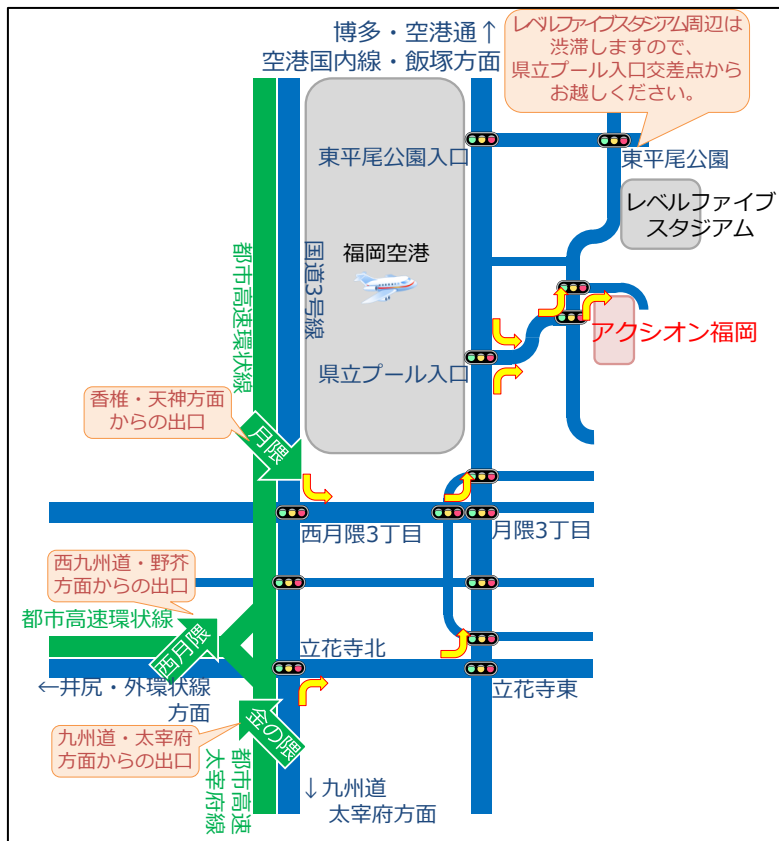 博多・空港通↑
空港国内線・飯塚方面
レベルファイブスタジアム周辺は
渋滞しますので、
県立プール入口交差点から
お越しください。
東平尾公園入口
東平尾公園
レベルファイブ
スタジアム
都市高速環状線
国道3号線
福岡空港
アクシオン福岡
県立プール入口
香椎・天神方面
からの出口
月隈
西月隈3丁目
月隈3丁目
西九州道・野芥
方面からの出口
都市高速環状線
西月隈
立花寺北
←井尻・外環状線
方面
立花寺東
金の隈
九州道・太宰府
方面からの出口
都市高速
太宰府線
↓九州道
太宰府方面